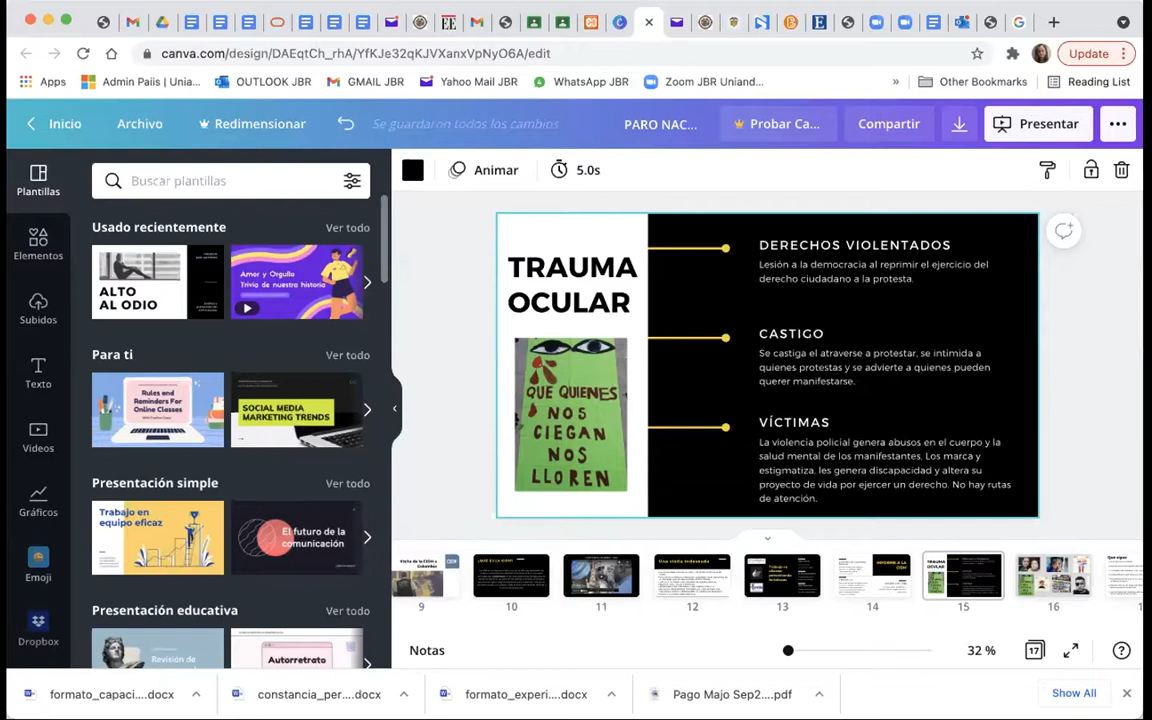 canva.com/design/DAEqtCh_rhA/YfKJe32qKJVXanxVpNyO6A/edit
Update
Apps
Admin Paiis | Unia...
OUTLOOK JBR
GMAIL JBR
Yahoo Mail JBR
WhatsApp JBR
Zoom JBR Uniand...
»
Other Bookmarks
Reading List
Inicio
Archivo
Redimensionar
Se guardaron todos los cambios
PARO NAC...
Probar Ca...
Compartir
Presentar
Plantillas
Elementos
Subidos
Texto
Videos
Gráficos
Emoji
Dropbox
Buscar plantillas
Usado recientemente
Ver todo
ALTO
AL ODIO
Amor y Orgullo
Trivia de nuestra historia
Para ti
Ver todo
Rules and
Reminders For
Online Classes
SOCIAL MEDIA
MARKETING TRENDS
Presentación simple
Ver todo
Trabajo en
equipo eficaz
El futuro de la
comunicación
Presentación educativa
Ver todo
Revisión de
Autorretrato
Animar
5.0s
TRAUMA
OCULAR
QUE QUIENES
NOS
CIEGAN
NOS
LLOREN
DERECHOS VIOLENTADOS
Lesión a la democracia al reprimir el ejercicio del
derecho ciudadano a la protesta.
CASTIGO
Se castiga el atraverse a protestar, se intimida a
quienes protestas y se advierte a quienes pueden
querer manifestarse.
VÍCTIMAS
La violencia policial genera abusos en el cuerpo y la
salud mental de los manifestantes. Los marca y
estigmatiza, les genera discapacidad y altera su
proyecto de vida por ejercer un derecho. No hay rutas
de atención.
9
10
11
12
13
14
15
16
Notas
32 %
17
formato_capaci....docx
constancia_per....docx
formato_experi....docx
Pago Majo Sep2....pdf
Show All